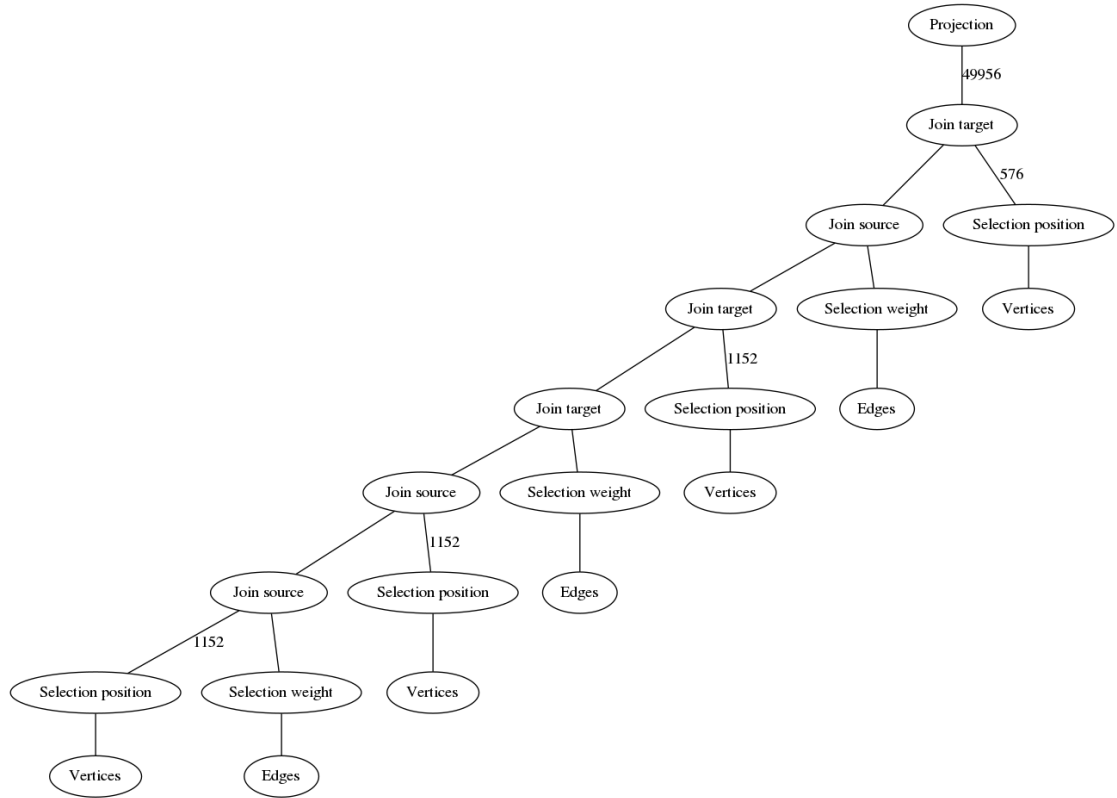 Projection
49956
Join target
576
Join source
Selection position
Join target
Selection weight
Vertices
1152
Join target
Selection position
Edges
Join source
Selection weight
Vertices
1152
Join source
Selection position
Edges
1152
Selection position
Selection weight
Vertices
Vertices
Edges